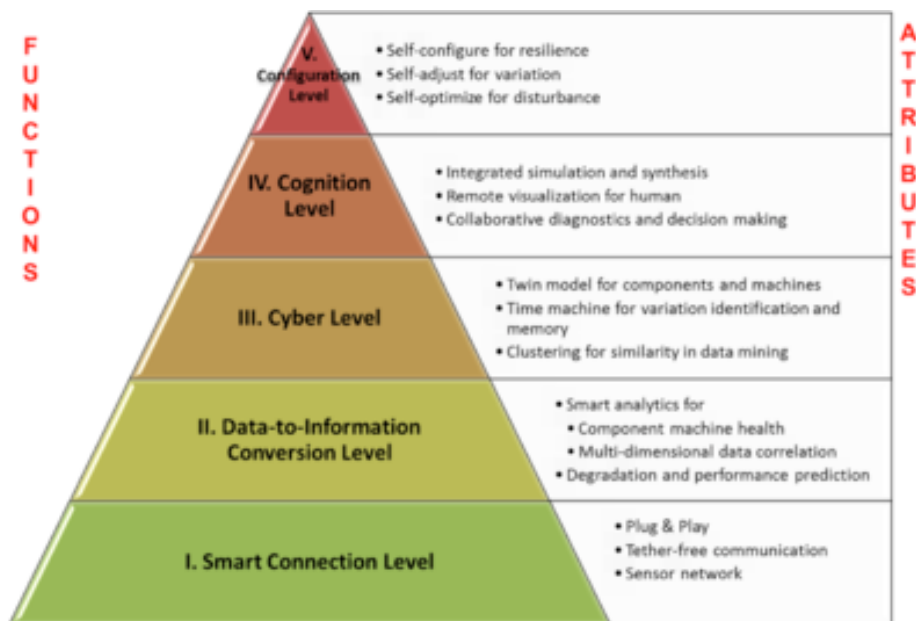 FUNCTIONS
ATTRIBUTES
V.
Configuration
Level
• Self-configure for resilience
• Self-adjust for variation
• Self-optimize for disturbance
IV. Cognition
Level
• Integrated simulation and synthesis
• Remote visualization for human
• Collaborative diagnostics and decision making
III. Cyber Level
• Twin model for components and machines
• Time machine for variation identification and
memory
• Clustering for similarity in data mining
II. Data-to-Information
Conversion Level
• Smart analytics for
• Component machine health
• Multi-dimensional data correlation
• Degradation and performance prediction
I. Smart Connection Level
• Plug & Play
• Tether-free communication
• Sensor network